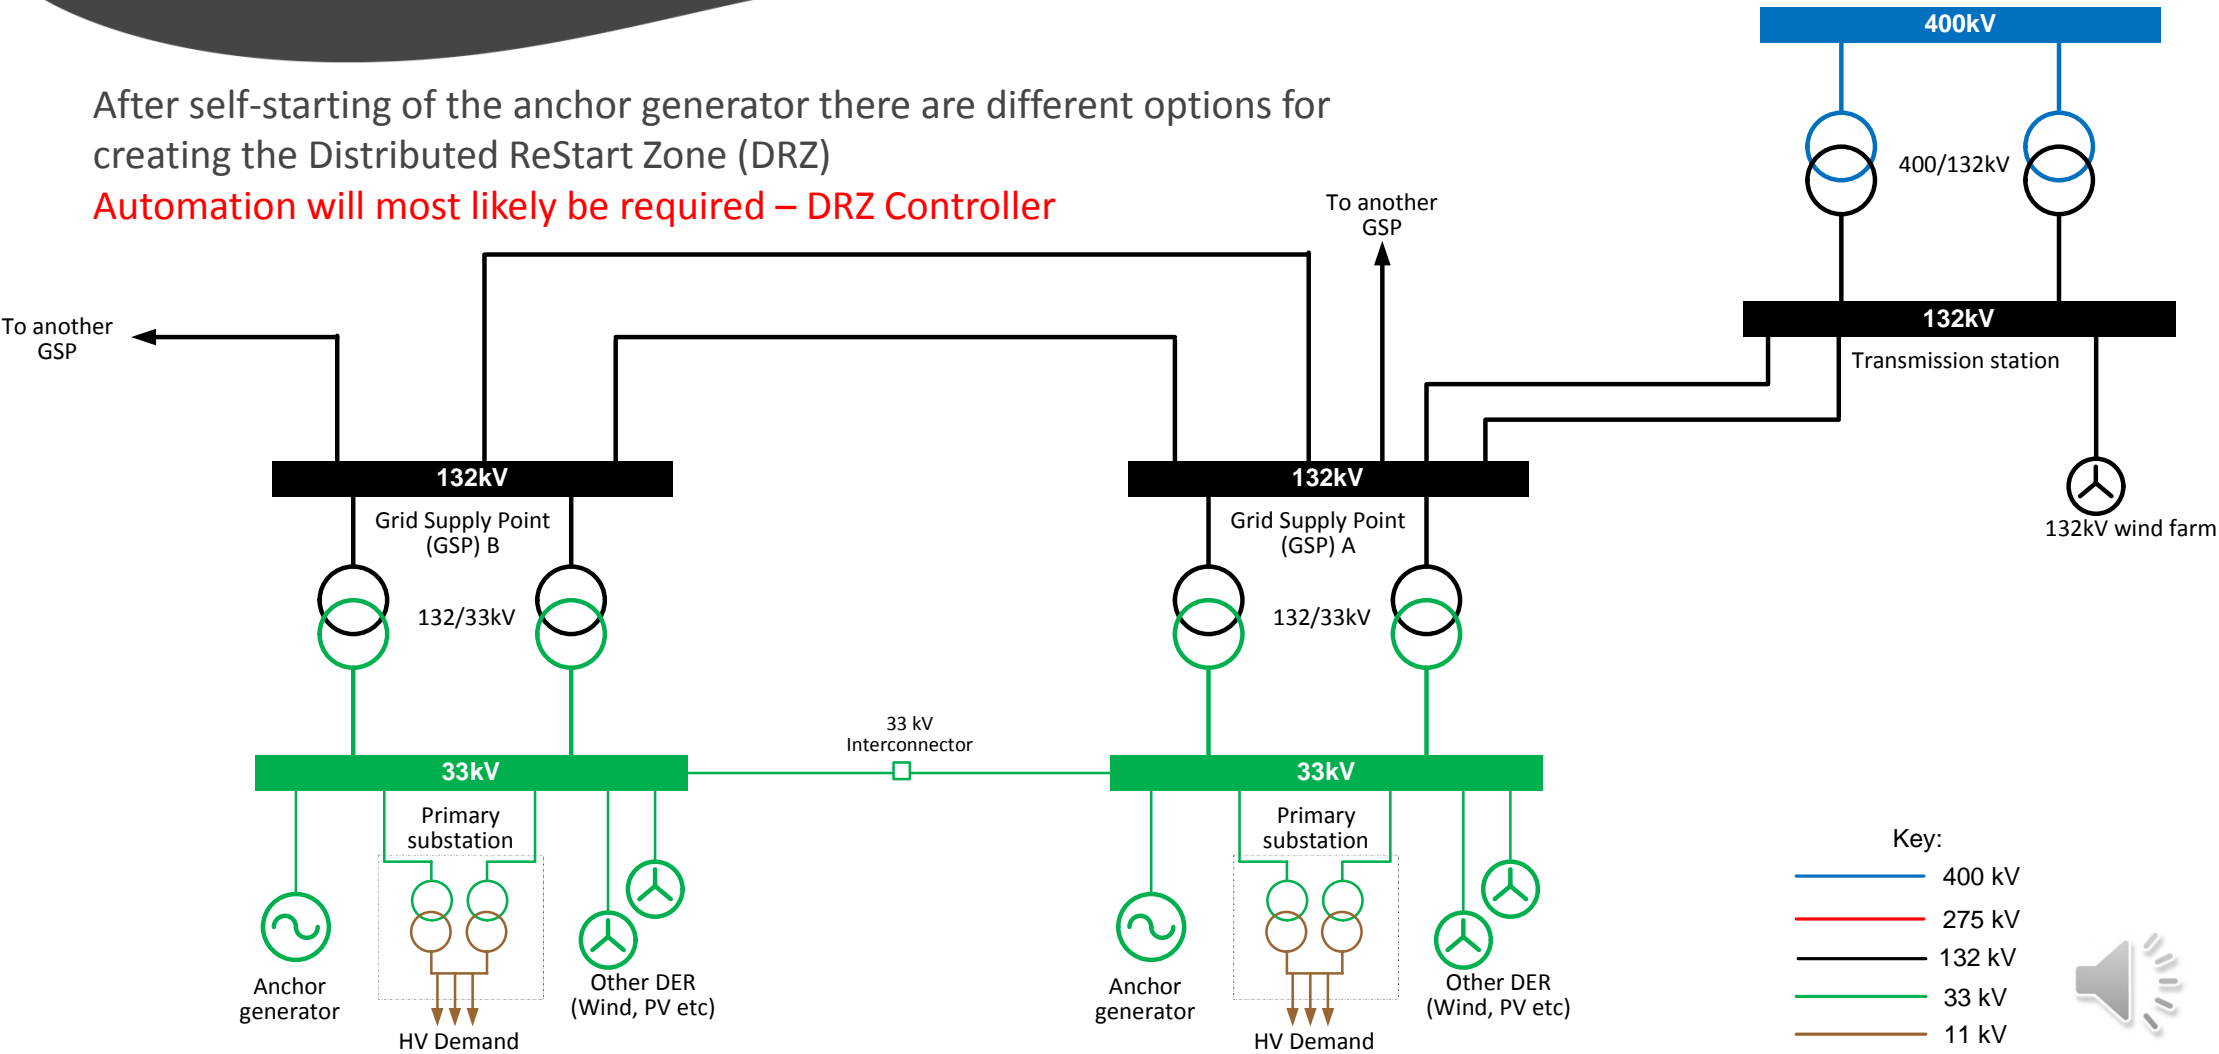 400kV
After self-starting of the anchor generator there are different options for
creating the Distributed ReStart Zone (DRZ)
Automation will most likely be required – DRZ Controller
400/132kV
To another
GSP
To another
GSP
132kV
Transmission station
132kV
132kV
Grid Supply Point
(GSP) B
Grid Supply Point
(GSP) A
132kV wind farm
132/33kV
132/33kV
33 kV
Interconnector
33kV
33kV
Primary
substation
Primary
substation
Anchor
generator
Other DER
(Wind, PV etc)
HV Demand
Anchor
generator
Other DER
(Wind, PV etc)
HV Demand
Key:
400 kV
275 kV
132 kV
33 kV
11 kV